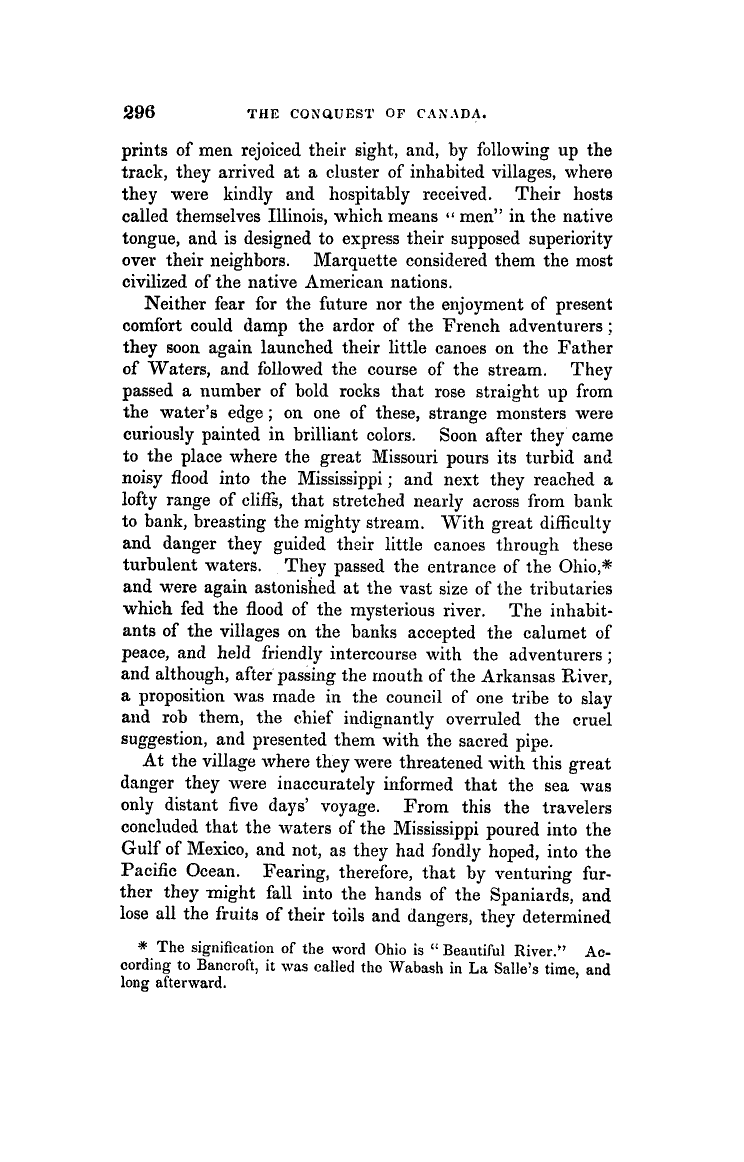 296 THE CONQUEST OF CANADA.
prints of men rejoiced their sight, and, by following up the
track, they arrived at a cluster of inhabited villages, where
they were kindly and hospitably received. Their hosts
called themselves Illinois, which means “men” in the native
tongue, and is designed to express their supposed superiority
over their neighbors. Marquette considered them the most
civilized of the native American nations.
Neither fear for the future nor the enjoyment of present
comfort could damp the ardor of the French adventurers;
they soon again launched their little canoes on the Father
of Waters, and followed the course of the stream. They
passed a number of bold rocks that rose straight up from
the water's edge; on one of these, strange monsters were
curiously painted in brilliant colors. Soon after they came
to the place where the great Missouri pours its turbid and
noisy flood into the Mississippi; and next they reached a
lofty range of cliffs, that stretched nearly across from bank
to bank, breasting the mighty stream. With great difficulty
and danger they guided their little canoes through these
turbulent waters. They passed the entrance of the Ohio,*
and were again astonished at the vast size of the tributaries
which fed the flood of the mysterious river. The inhabit-
ants of the villages on the banks accepted the calumet of
peace, and held friendly intercourse with the adventurers;
and although, after passing the mouth of the Arkansas River,
a proposition was made in the council of one tribe to slay
and rob them, the chief indignantly overruled the cruel
suggestion, and presented them with the sacred pipe.
At the village where they were threatened with this great
danger they were inaccurately informed that the sea was
only distant five days' voyage. From this the travelers
concluded that the waters of the Mississippi poured into the
Gulf of Mexico, and not, as they had fondly hoped, into the
Pacific Ocean. Fearing, therefore, that by venturing fur-
ther they might fall into the hands of the Spaniards, and
lose all the fruits of their toils and dangers, they determined
* The signification of the word Ohio is “Beautiful River.” Ac-
cording to Bancroft, it was called the Wabash in La Salle's time, and
long afterward.